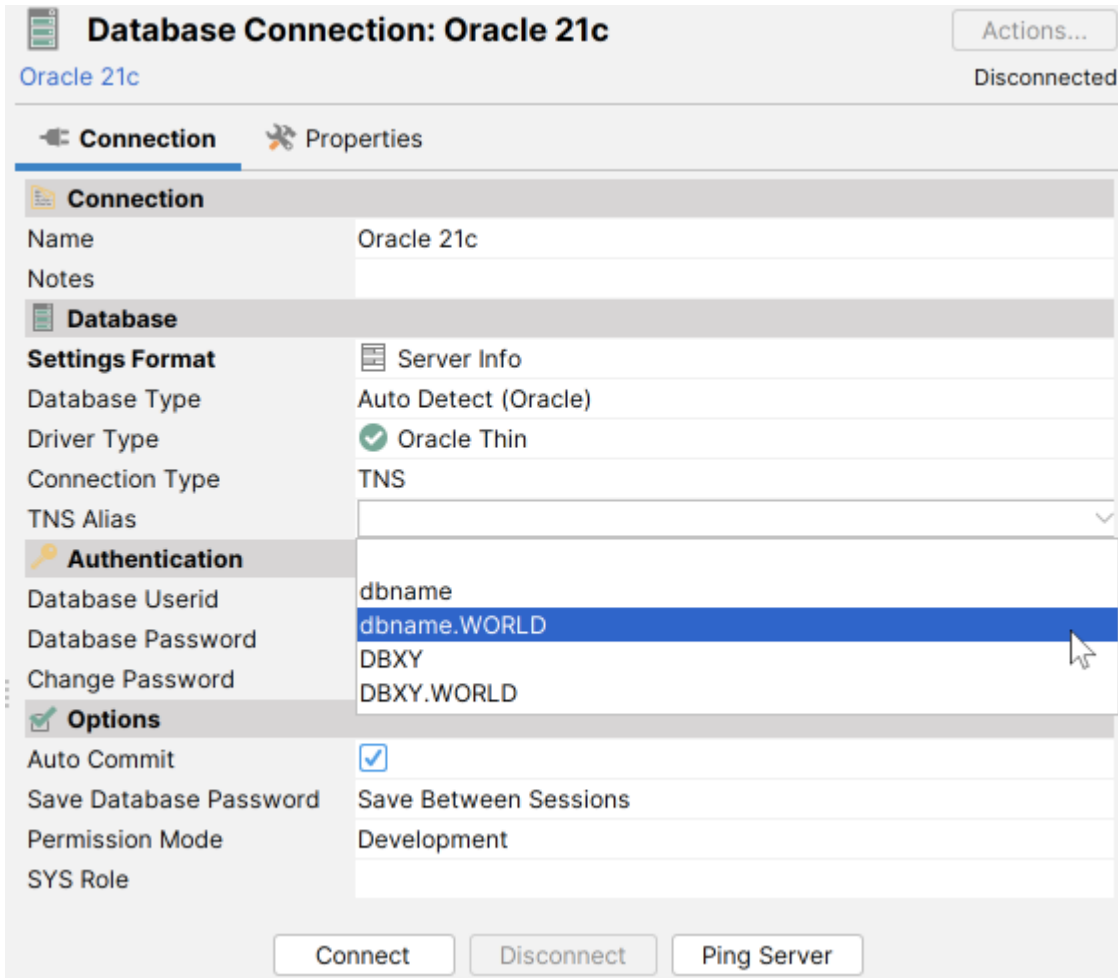 Database Connection: Oracle 21c Actions...
Oracle 21c Disconnected
Connection Properties
Connection
Name Oracle 21c
Notes
Database
Settings Format Server Info
Database Type Auto Detect (Oracle)
Driver Type Oracle Thin
Connection Type TNS
TNS Alias
Authentication
Database Userid dbname
dbname.WORLD
Database Password
DBXY
Change Password DBXY.WORLD
Options
Auto Commit
Save Database Password Save Between Sessions
Permission Mode Development
SYS Role
Connect Disconnect Ping Server